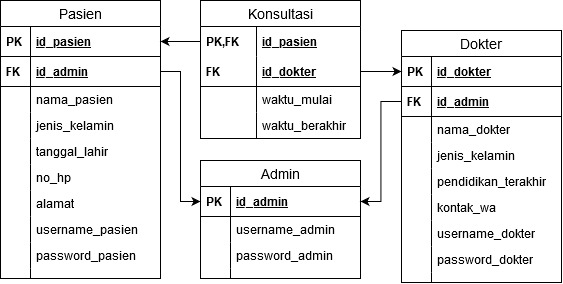 Pasien
PK id_pasien
FK id_admin
nama_pasien
jenis_kelamin
tanggal_lahir
no_hp
alamat
username_pasien
password_pasien
Konsultasi
PK,FK id_pasien
FK id_dokter
waktu_mulai
waktu_berakhir
Admin
PK id_admin
username_admin
password_admin
Dokter
PK id_dokter
FK id_admin
nama_dokter
jenis_kelamin
pendidikan_terakhir
kontak_wa
username_dokter
password_dokter